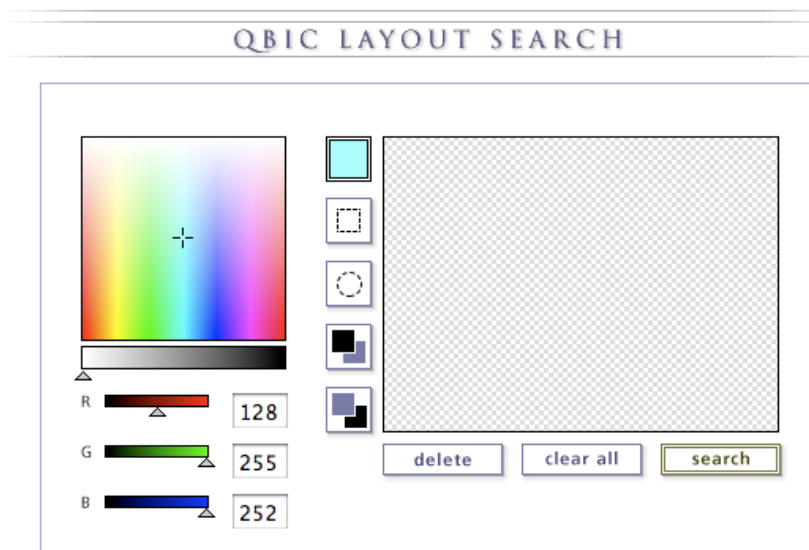 QBIC LAYOUT SEARCH
R 128
G 255
B 252
delete clear all search